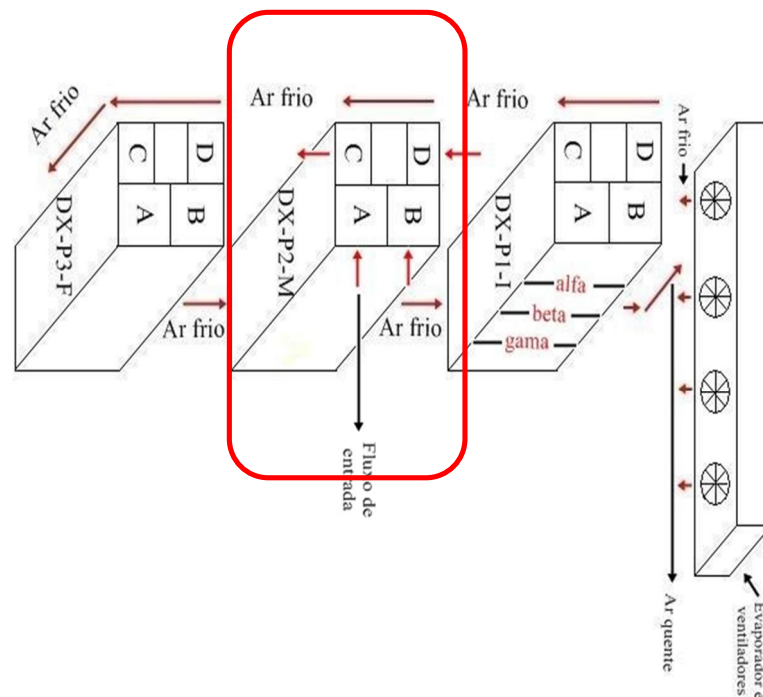 Ar frio
Ar frio
Ar frio
Ar frio
C
D
A
B
DX-P3-F
C
D
A
B
DX-P2-M
C
D
A
B
DX-P1-I
alfa
beta
gama
Ar frio
Ar frio
Fluxo de
entrada
Ar quente
Evaporador e
ventiladores